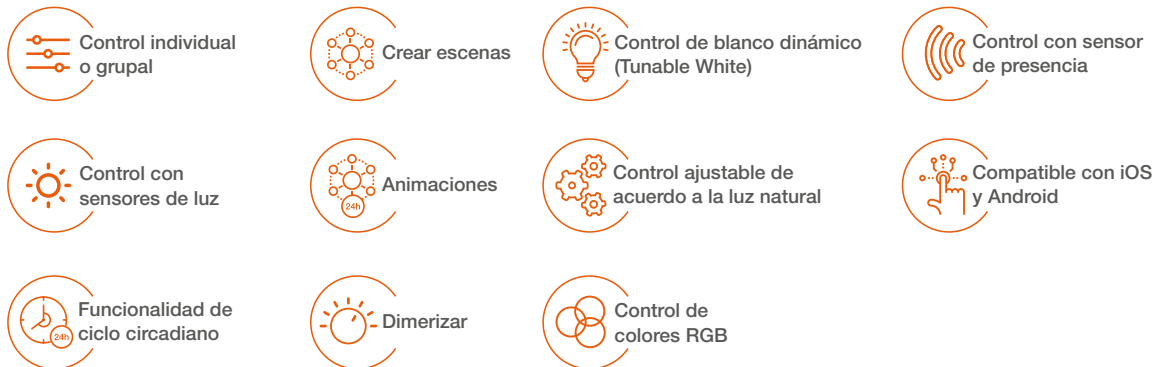 Control individual
o grupal
Crear escenas
Control de blanco dinámico
(Tunable White)
Control con sensor
de presencia
Control con
sensores de luz
24h
Animaciones
Control ajustable de
acuerdo a la luz natural
Compatible con iOS
y Android
24h
Funcionalidad de
ciclo circadiano
Dimerizar
Control de
colores RGB